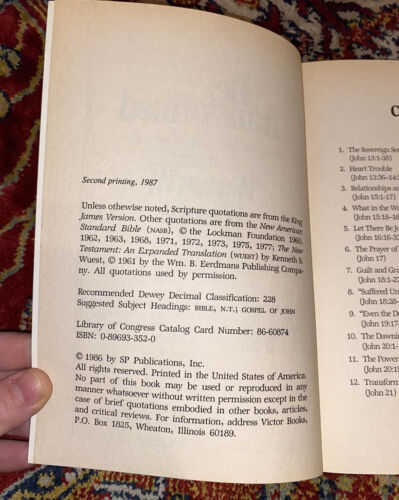 Second printing, 1987
Unless othewise noted, Scripture quotations are from the King
James Version. Other quotations are from the New American
Standard Bible (NASB), © the Lockman Foundation 1960,
1962, 1963, 1968, 1971, 1972, 1973, 1975, 1977; The New
Testament: An Expanded Translation (WUEST) by Kenneth S.
Wuest, © 1961 by the Wm. B. Eerdmans Publishing Compa-
ny. All quotations used by permission.
Recommended Dewey Decimal Classification: 228
Suggested Subject Headings: BIBLE, N.T.; GOSPEL OF JOHN
Library of Congress Catalog Card Number: 86-60874
ISBN: 0-89693-352-0
© 1986 by SP Publications, Inc.
All rights reserved. Printed in the United States of America.
No part of this book may be used or reproduced in any
manner whatsoever without written permission except in the
case of brief quotations embodied in other books, articles,
and critical reviews. For information, address Victor Books,
P.O. Box 1825, Wheaton, Illinois 60189.
C
1. The Sovereign
(John 13:1-35)
2. Heart Trouble
(John 13:36-14:
3. Relationships
(John 15:1-17)
4. What in the
(John 15:18-
5. Let There Be
(John 16:16-
6. The Prayer of
(John 17)
7. Guilt and
(John 18:1-
8. "Suffered
(John 18:28-
9. "Even the
(John 19:17-
10. The
(John 20:1-
11. The Power
(John 20:
12.
(John 21)